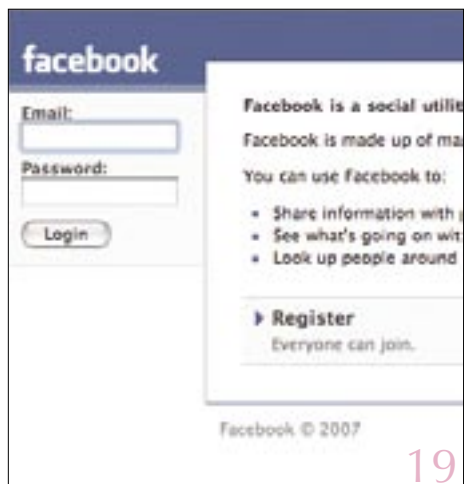 facebook
Email:
Password:
Login
Facebook is a social utilit
Facebook is made up of ma
You can use Facebook to:
Share information with
See what's going on wit
Look up people around
Register
Everyone can join.
Facebook © 2007
19